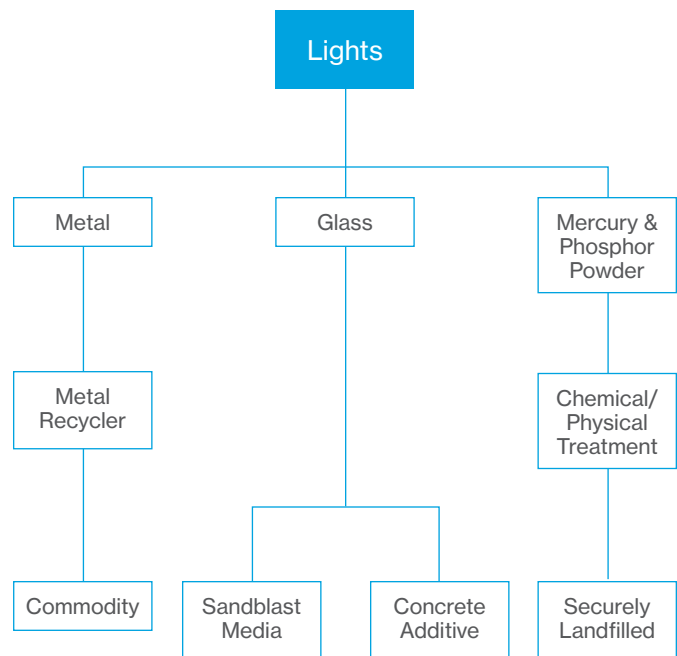 Lights
Metal
Glass
Mercury &
Phosphor
Powder
Metal
Recycler
Chemical/
Physical
Treatment
Commodity
Sandblast
Media
Concrete
Additive
Securely
Landfilled